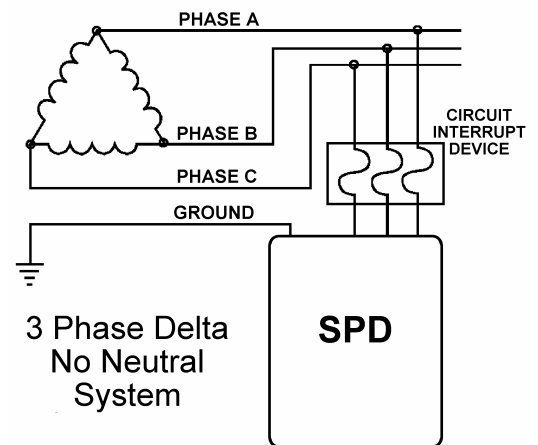 PHASE A
PHASE B
PHASE C
GROUND
CIRCUIT
INTERRUPT
DEVICE
SPD
3 Phase Delta
No Neutral
System